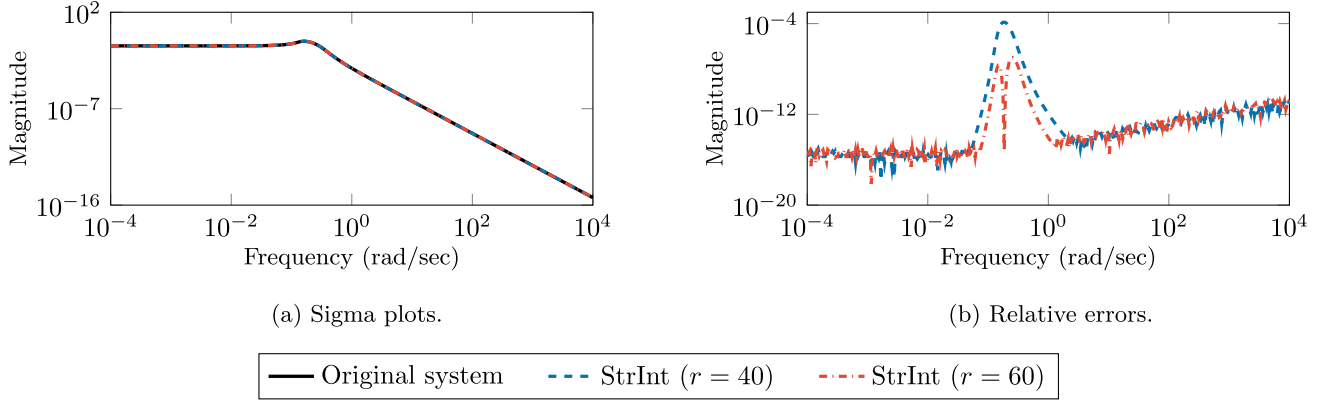 10^2
10^−7
10^−16
Magnitude
10^−4 10^−2 10^0 10^2 10^4
Frequency (rad/sec)
(a) Sigma plots.
10^−4
10^−12
10^−20
Magnitude
10^−4 10^−2 10^0 10^2 10^4
Frequency (rad/sec)
(b) Relative errors.
Original system StrInt (r = 40) StrInt (r = 60)